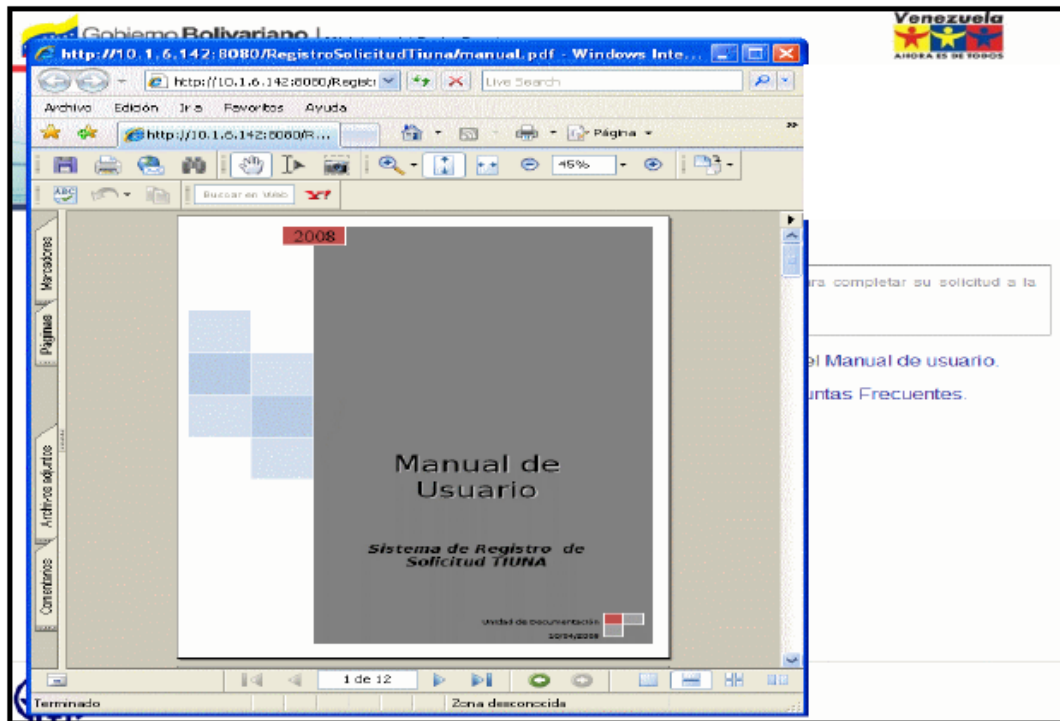 Gobierno Bolivariano
Venezuela
AHORA ES DE TODOS
http://10.1.6.142:8080/RegistroSolicitudTiuna/manual.pdf - Windows Inte...
http://10.1.6.142:8080/Registr
Live Search
Archivo Edición Ir a Favoritos Ayuda
http://10.1.6.142:8080/R...
Página
45%
Buscar en Web
Marcadores
Páginas
Archivos adjuntos
Comentarios
2008
Manual de
Usuario
Sistema de Registro de
Solicitud TIUNA
Unidad de Documentación
ara completar su solicitud a la
el Manual de usuario.
untas Frecuentes.
1 de 12
Terminado
Zona desconocida